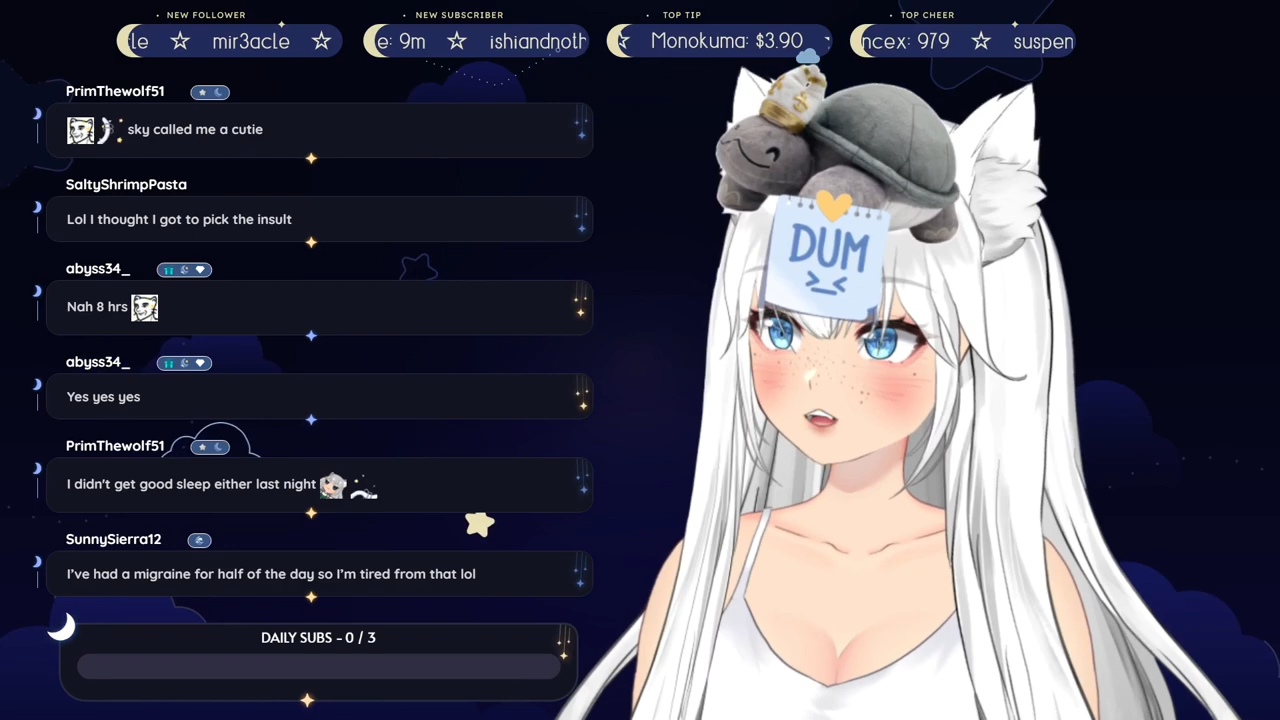 NEW FOLLOWER
NEW SUBSCRIBER
TOP TIP
TOP CHEER
le ☆ mir3acle ☆
e: 9m ☆ ishiandnoth
☆ Monokuma: $3.90
ncex: 979 ☆ suspen
PrimThewolf51
sky called me a cutie
SaltyShrimpPasta
Lol I thought I got to pick the insult
abyss34_
Nah 8 hrs
abyss34_
Yes yes yes
PrimThewolf51
I didn't get good sleep either last night
SunnySierra12
I've had a migraine for half of the day so I'm tired from that lol
DAILY SUBS - 0 / 3
DUM